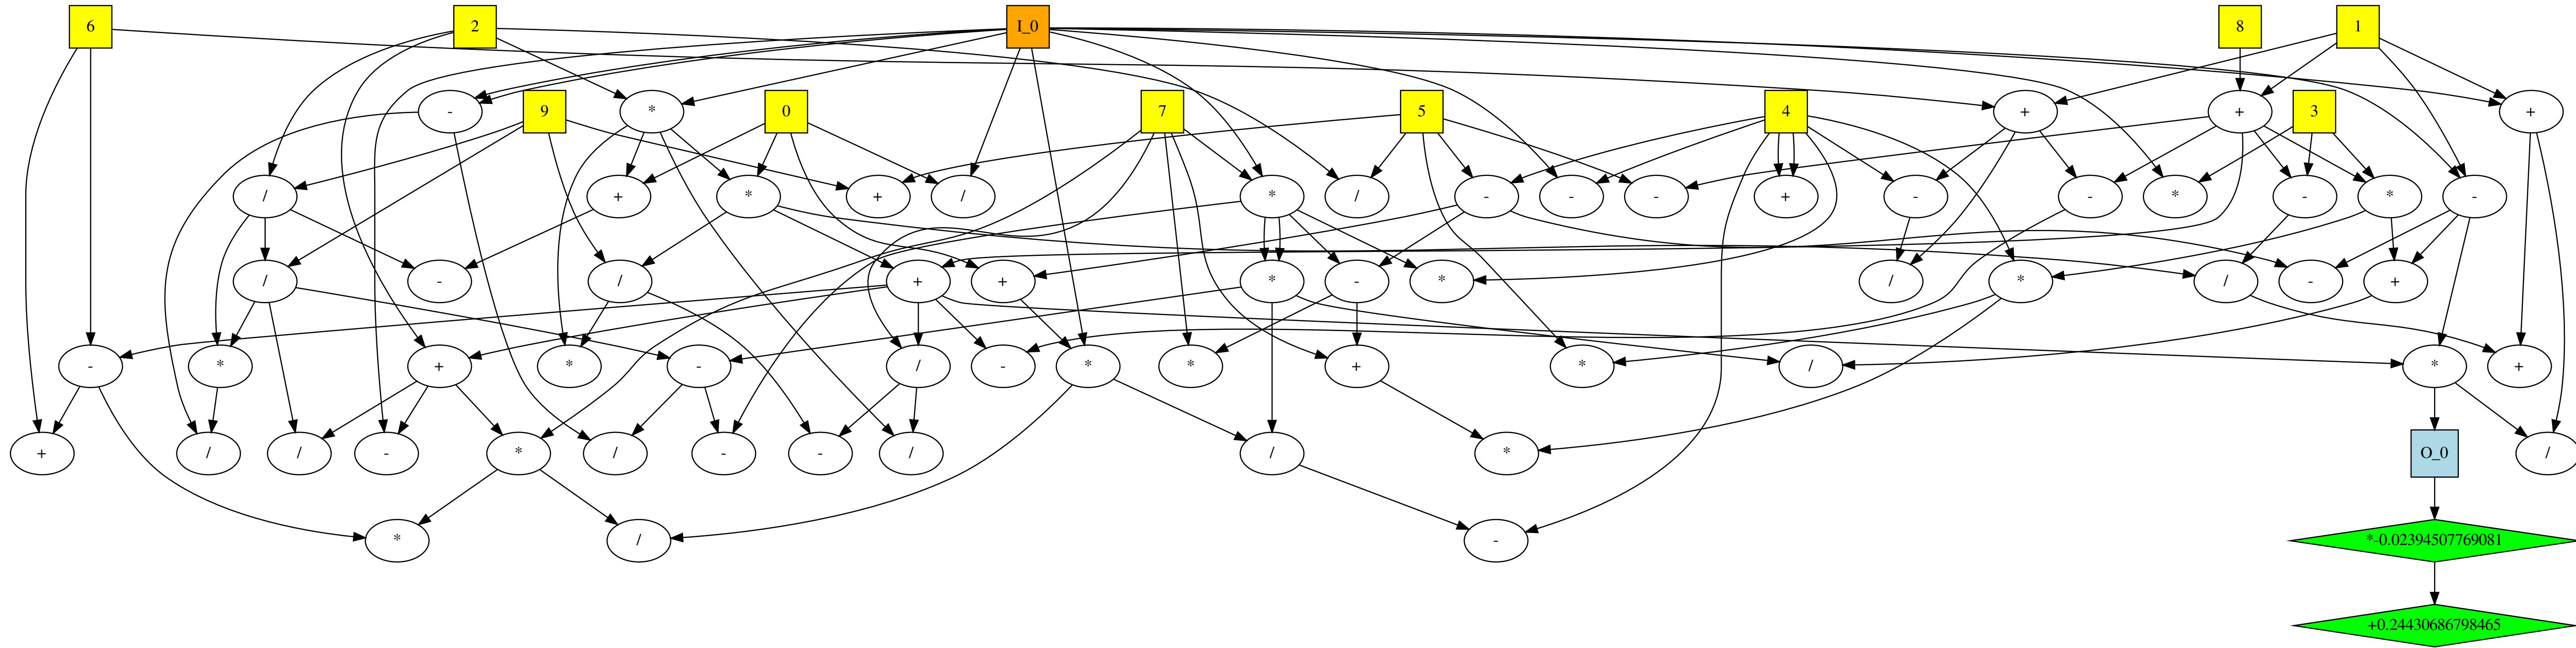 6 2 I_0 8 1
- 9 * 0 7 5 4 + + 3 +
/ + * + / * / - - - + - - * - * -
/ - / + + * - * / * / - +
- * + * - / - * * + * / * +
+ / / - * / - - / / * O_0 /
* / - *-0.02394507769081
+0.24430686798465